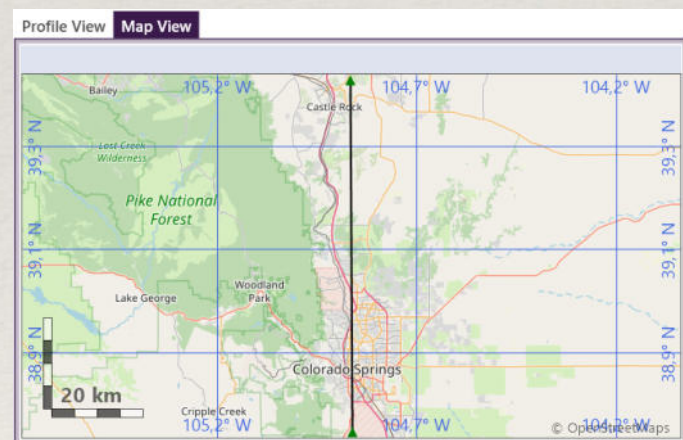 Profile View Map View
105,2° W 104,7° W 104,2° W
Bailey
Castle Rock
39,3° N 39,3° N
Lost Creek
Wilderness
Pike National
Forest
39,1° N 39,1° N
Woodland
Park
Lake George
38,9° N 38,9° N
Colorado Springs
20 km
Cripple Creek
105,2° W 104,7° W 104,2° W
© OpenStreetMaps